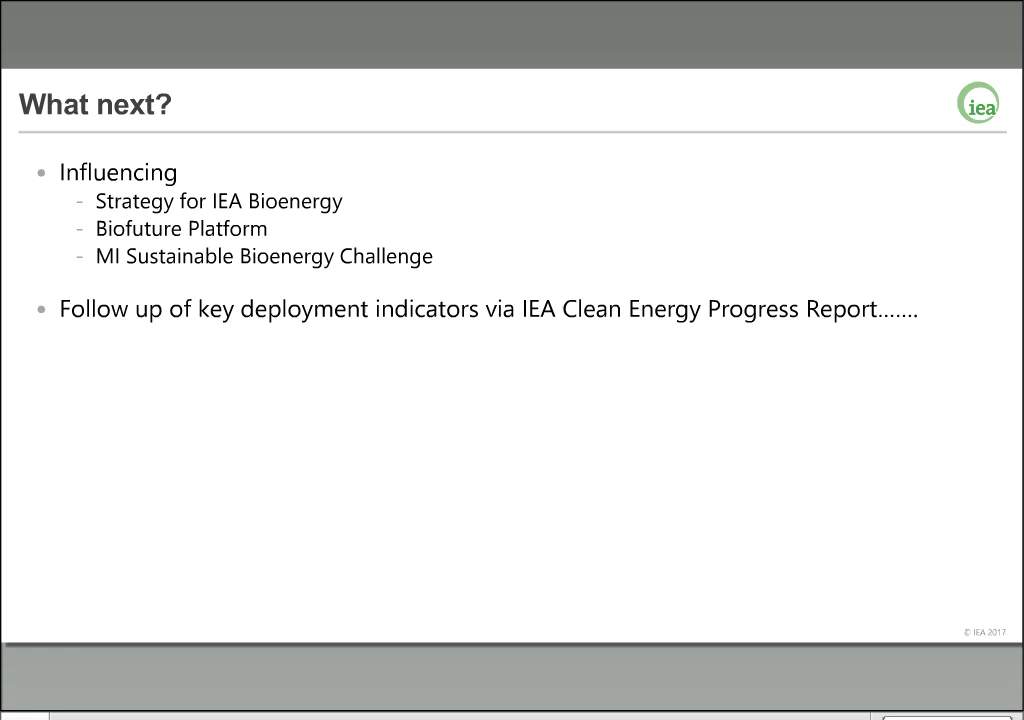 What next?
iea
• Influencing
- Strategy for IEA Bioenergy
- Biofuture Platform
- MI Sustainable Bioenergy Challenge
• Follow up of key deployment indicators via IEA Clean Energy Progress Report.......
© IEA 2017